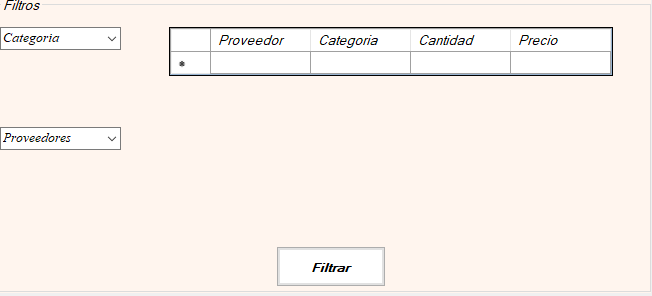 Filtros
Categoria
Proveedor Categoria Cantidad Precio
*
Proveedores
Filtrar